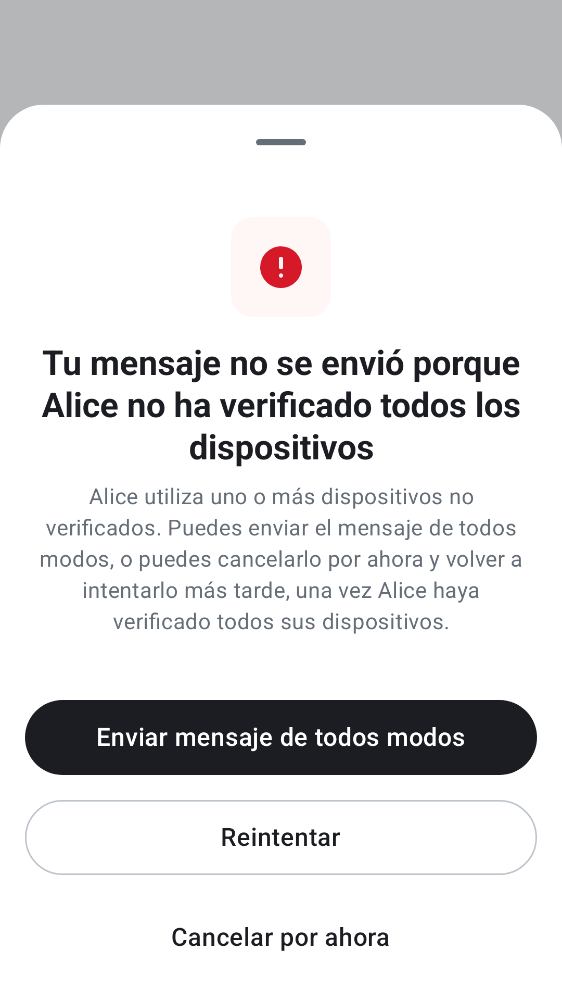 Tu mensaje no se envió porque
Alice no ha verificado todos los
dispositivos
Alice utiliza uno o más dispositivos no
verificados. Puedes enviar el mensaje de todos
modos, o puedes cancelarlo por ahora y volver a
intentarlo más tarde, una vez Alice haya
verificado todos sus dispositivos.
Enviar mensaje de todos modos
Reintentar
Cancelar por ahora